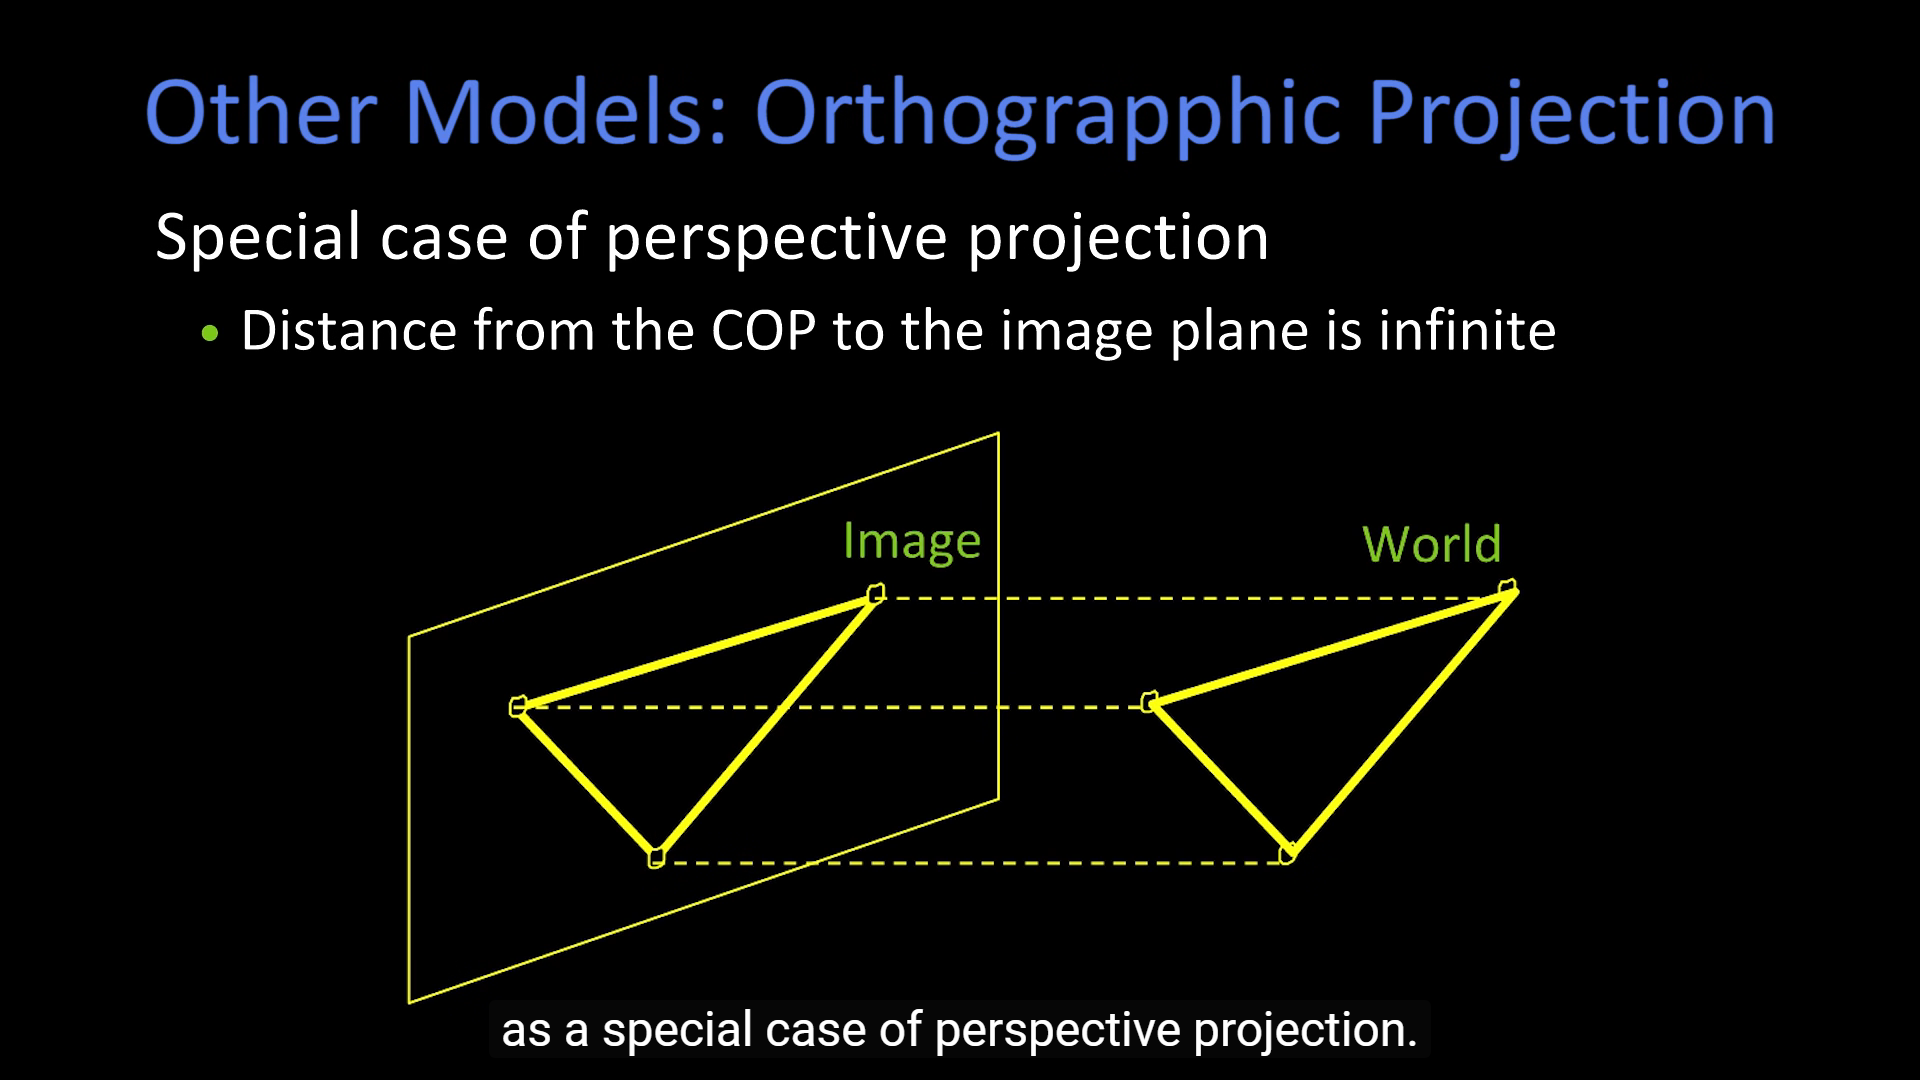 Other Models: Orthograpphic Projection
Special case of perspective projection
• Distance from the COP to the image plane is infinite
Image
World
as a special case of perspective projection.